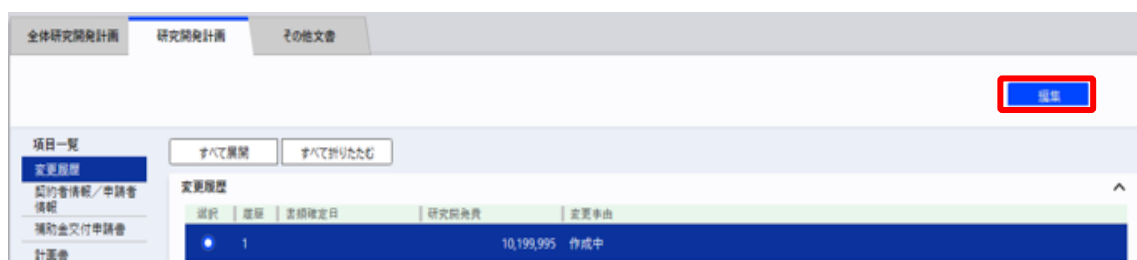 全体研究開発計画 研究開発計画 その他文書
編集
項目一覧
変更履歴
契約者情報/申請者
情報
補助金交付申請書
計画書
すべて展開 すべて折りたたむ
変更履歴
選択 履歴 書類確定日 研究開発費 変更事由
1 10,199,995 作成中